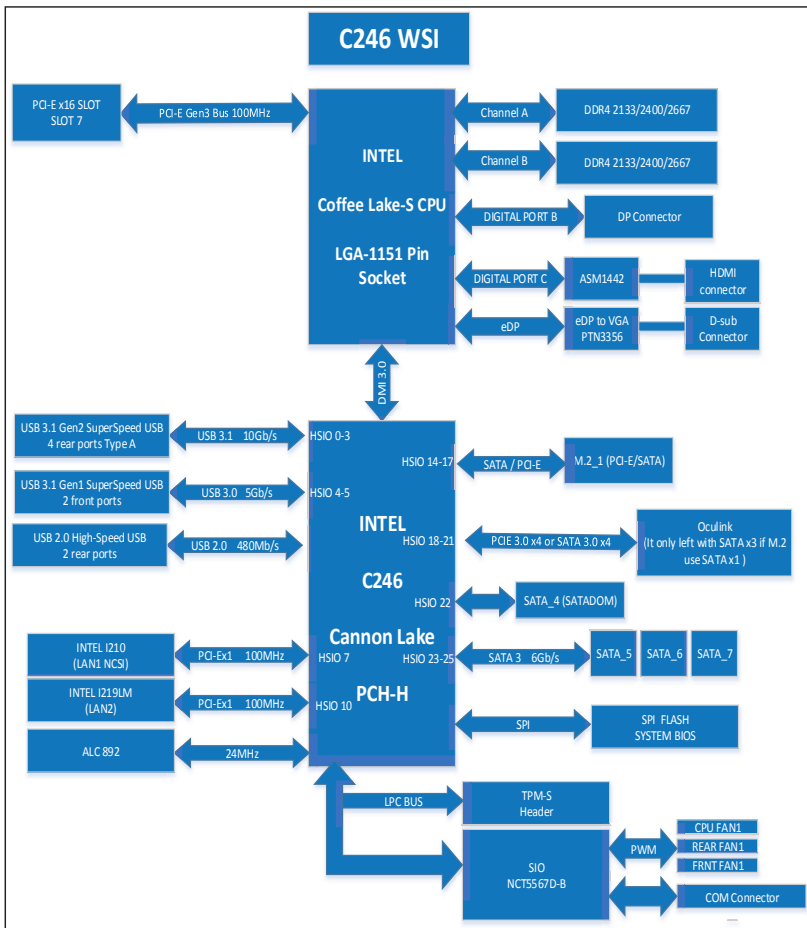 C246 WSI
PCI-E x16 SLOT
SLOT 7
PCI-E Gen3 Bus 100MHz
INTEL
Coffee Lake-S CPU
LGA-1151 Pin
Socket
Channel A
DDR4 2133/2400/2667
Channel B
DDR4 2133/2400/2667
DIGITAL PORT B
DP Connector
DIGITAL PORT C
ASM1442
HDMI
connector
eDP
eDP to VGA
PTN3356
D-sub
Connector
DMI 3.0
USB 3.1 Gen2 SuperSpeed USB
4 rear ports Type A
USB 3.1 10Gb/s
HSIO 0-3
USB 3.1 Gen1 SuperSpeed USB
2 front ports
USB 3.0 5Gb/s
HSIO 4-5
USB 2.0 High-Speed USB
2 rear ports
USB 2.0 480Mb/s
INTEL
C246
Cannon Lake
PCH-H
HSIO 14-17
SATA / PCI-E
M.2_1 (PCI-E/SATA)
HSIO 18-21
PCIE 3.0 x4 or SATA 3.0 x4
Oculink
(It only left with SATA x3 if M.2
use SATA x1 )
HSIO 22
SATA_4 (SATADOM)
HSIO 23-25
SATA 3 6Gb/s
SATA_5
SATA_6
SATA_7
INTEL I210
(LAN1 NCSI)
PCI-Ex1 100MHz
HSIO 7
INTEL I219LM
(LAN2)
PCI-Ex1 100MHz
HSIO 10
ALC 892
24MHz
SPI
SPI FLASH
SYSTEM BIOS
LPC BUS
TPM-S
Header
SIO
NCT5567D-B
PWM
CPU FAN1
REAR FAN1
FRNT FAN1
COM Connector